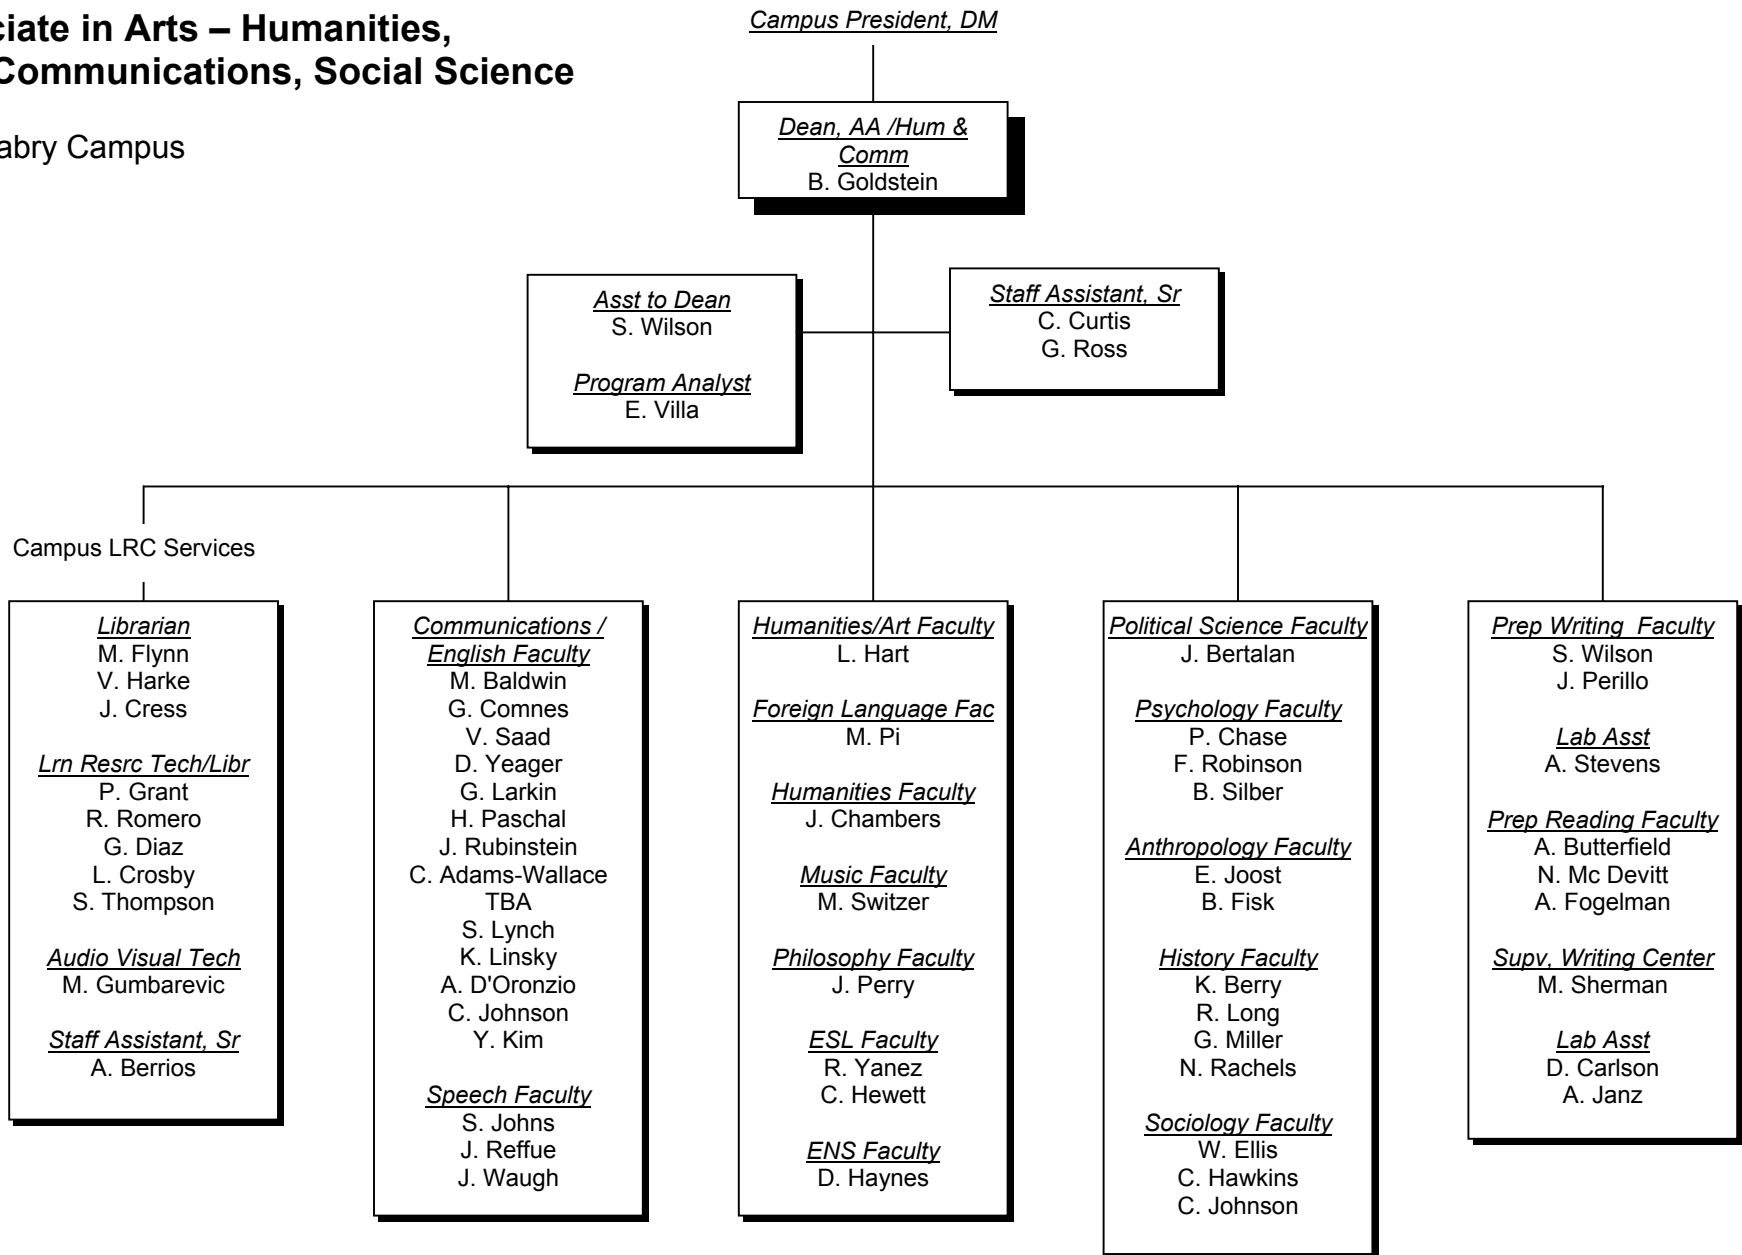 ciate in Arts – Humanities,
Communications, Social Science
abry Campus
Campus President, DM
Dean, AA /Hum &
Comm
B. Goldstein
Asst to Dean
S. Wilson
Program Analyst
E. Villa
Staff Assistant, Sr
C. Curtis
G. Ross
Campus LRC Services
Librarian
M. Flynn
V. Harke
J. Cress
Lrn Resrc Tech/Libr
P. Grant
R. Romero
G. Diaz
L. Crosby
S. Thompson
Audio Visual Tech
M. Gumbarevic
Staff Assistant, Sr
A. Berrios
Communications /
English Faculty
M. Baldwin
G. Comnes
V. Saad
D. Yeager
G. Larkin
H. Paschal
J. Rubinstein
C. Adams-Wallace
TBA
S. Lynch
K. Linsky
A. D'Oronzio
C. Johnson
Y. Kim
Speech Faculty
S. Johns
J. Reffue
J. Waugh
Humanities/Art Faculty
L. Hart
Foreign Language Fac
M. Pi
Humanities Faculty
J. Chambers
Music Faculty
M. Switzer
Philosophy Faculty
J. Perry
ESL Faculty
R. Yanez
C. Hewett
ENS Faculty
D. Haynes
Political Science Faculty
J. Bertalan
Psychology Faculty
P. Chase
F. Robinson
B. Silber
Anthropology Faculty
E. Joost
B. Fisk
History Faculty
K. Berry
R. Long
G. Miller
N. Rachels
Sociology Faculty
W. Ellis
C. Hawkins
C. Johnson
Prep Writing  Faculty
S. Wilson
J. Perillo
Lab Asst
A. Stevens
Prep Reading Faculty
A. Butterfield
N. Mc Devitt
A. Fogelman
Supv, Writing Center
M. Sherman
Lab Asst
D. Carlson
A. Janz